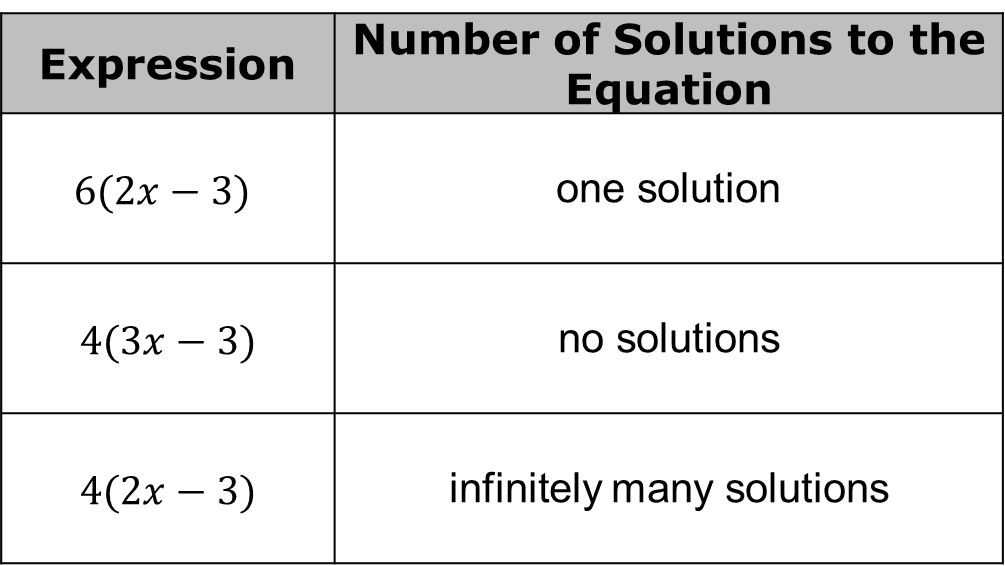 Expression
Number of Solutions to the
Equation
6(2x − 3)
one solution
4(3x − 3)
no solutions
4(2x − 3)
infinitely many solutions